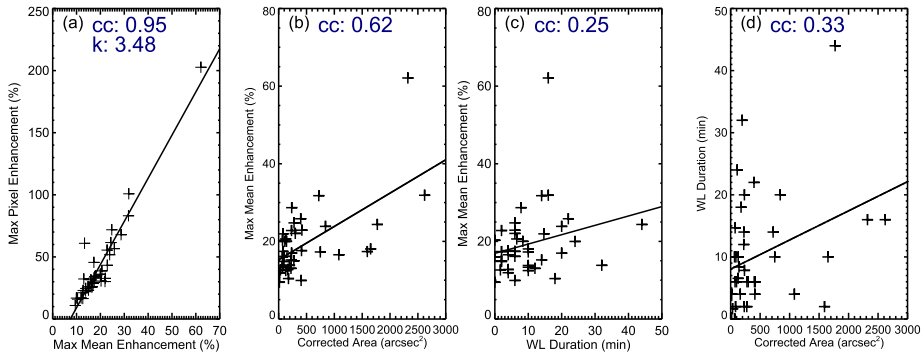 (a) cc: 0.95
k: 3.48
250
200
150
100
50
0
Max Pixel Enhancement (%)
0 10 20 30 40 50 60 70
Max Mean Enhancement (%)
(b) cc: 0.62
80
60
40
20
0
Max Mean Enhancement (%)
0 500 1000 1500 2000 2500 3000
Corrected Area (arcsec²)
(c) cc: 0.25
80
60
40
20
0
Max Mean Enhancement (%)
0 10 20 30 40 50
WL Duration (min)
(d) cc: 0.33
50
40
30
20
10
0
WL Duration (min)
0 500 1000 1500 2000 2500 3000
Corrected Area (arcsec²)